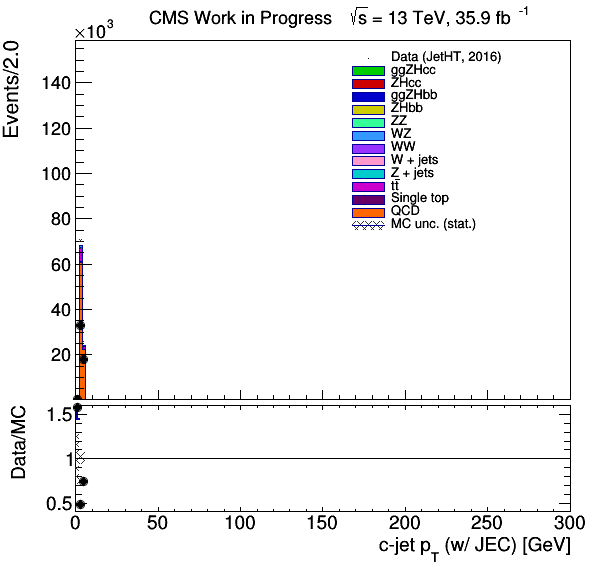 CMS Work in Progress √s = 13 TeV, 35.9 fb⁻¹
×10³
Events/2.0
140
120
100
80
60
40
20
Data (JetHT, 2016)
ggZHcc
ZHcc
ggZHbb
ZHbb
ZZ
WZ
WW
W + jets
Z + jets
tt̄
Single top
QCD
MC unc. (stat.)
Data/MC
1.5
1
0.5
0 50 100 150 200 250 300
c-jet p_T (w/ JEC) [GeV]